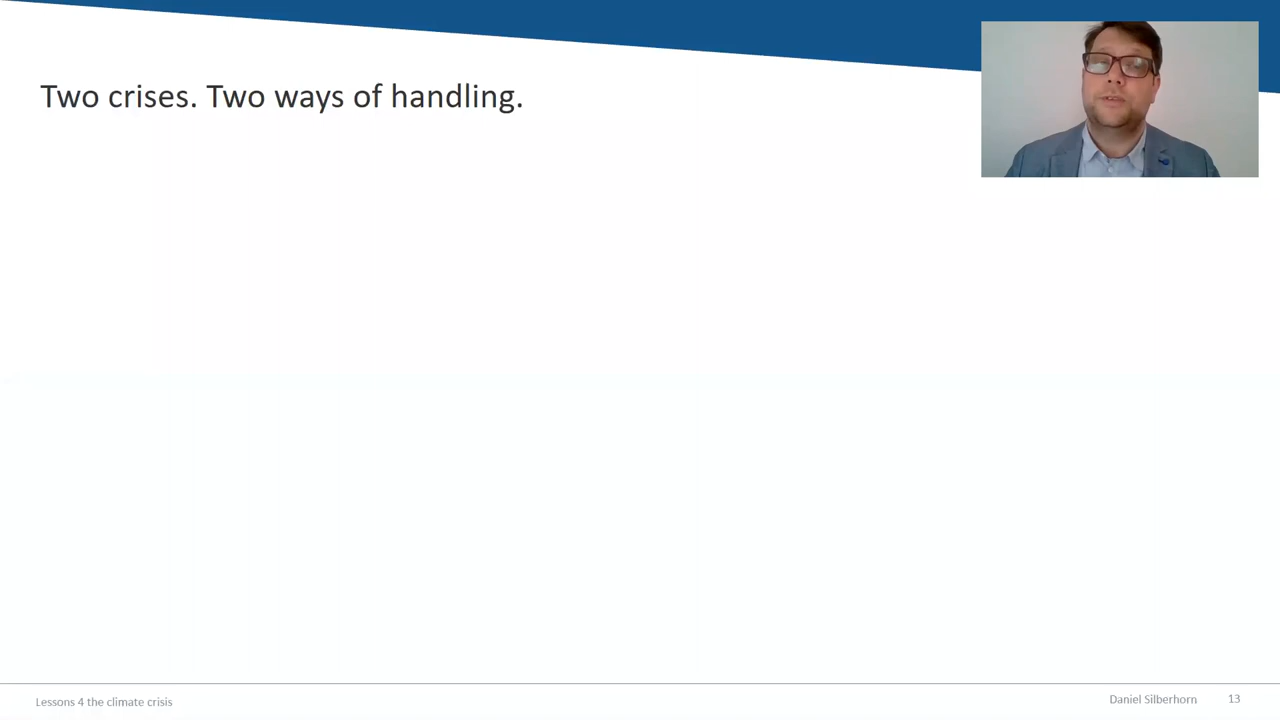 Two crises. Two ways of handling.
Lessons 4 the climate crisis
Daniel Silberhorn 13